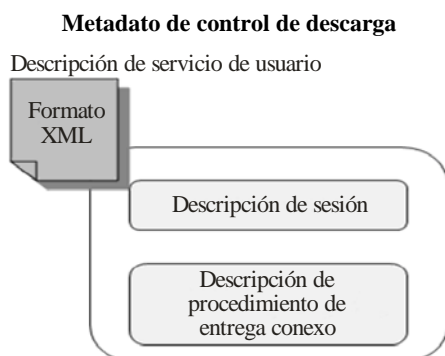 Metadato de control de descarga
Descripción de servicio de usuario
Formato
XML
Descripción de sesión
Descripción de
procedimiento de
entrega conexo